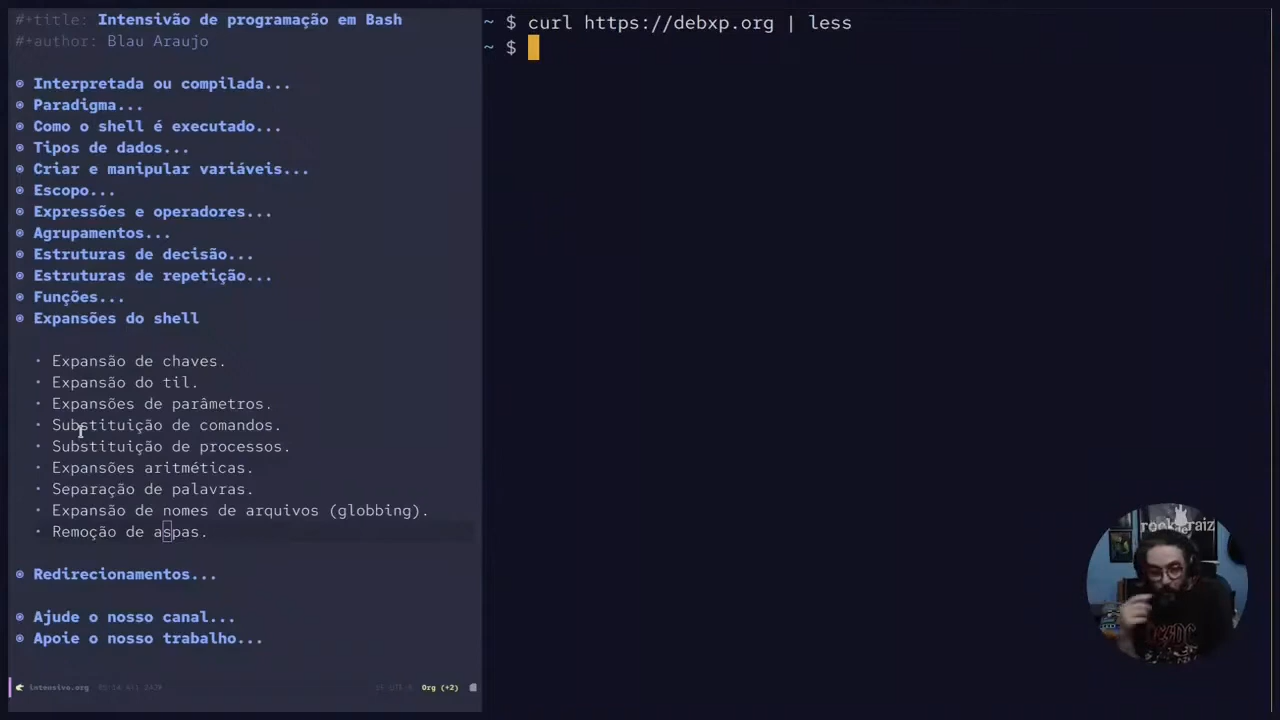 #+title: Intensivão de programação em Bash
#+author: Blau Araujo
Interpretada ou compilada...
Paradigma...
Como o shell é executado...
Tipos de dados...
Criar e manipular variáveis...
Escopo...
Expressões e operadores...
Agrupamentos...
Estruturas de decisão...
Estruturas de repetição...
Funções...
Expansões do shell
• Expansão de chaves.
• Expansão do til.
• Expansões de parâmetros.
• Substituição de comandos.
• Substituição de processos.
• Expansões aritméticas.
• Separação de palavras.
• Expansão de nomes de arquivos (globbing).
• Remoção de aspas.
Redirecionamentos...
Ajude o nosso canal...
Apoie o nosso trabalho...
intensivo.org
Org (+2)
~ $ curl https://debxp.org | less
~ $